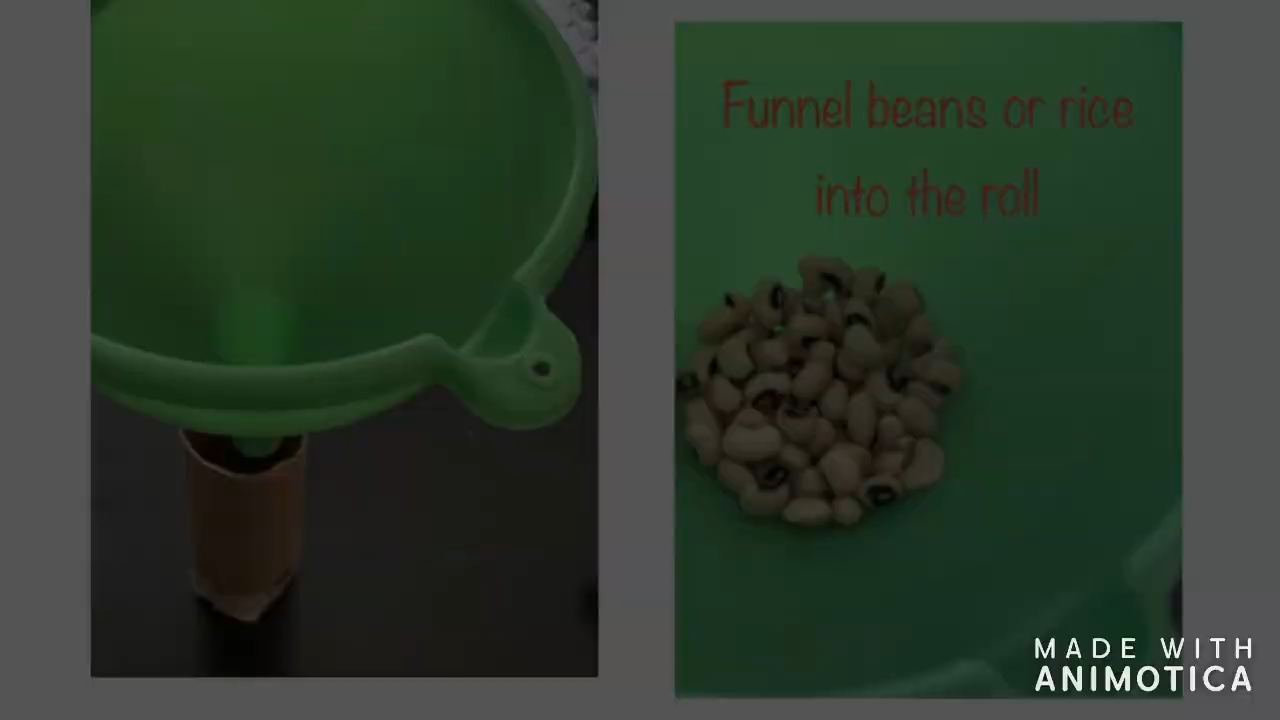 Funnel beans or rice
into the roll
MADE WITH
ANIMOTICA